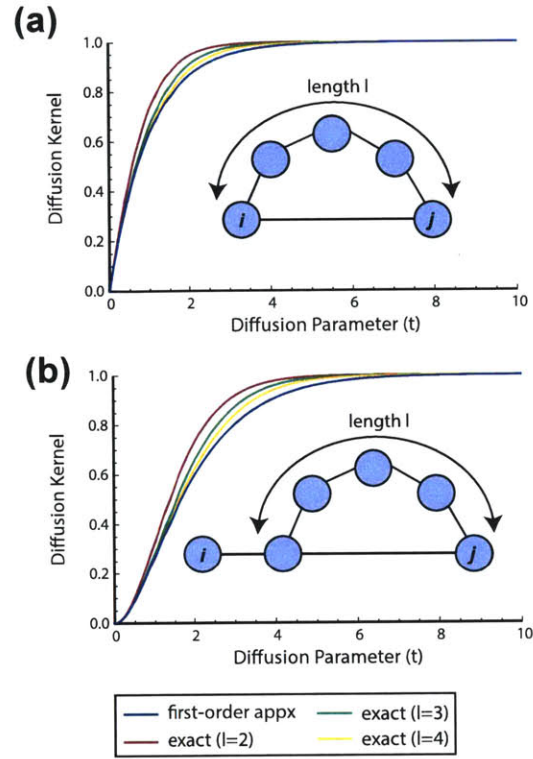 (a)
Diffusion Kernel
1.0
0.8
0.6
0.4
0.2
0.0
length l
i
j
0 2 4 6 8 10
Diffusion Parameter (t)
(b)
Diffusion Kernel
1.0
0.8
0.6
0.4
0.2
0.0
length l
i
j
0 2 4 6 8 10
Diffusion Parameter (t)
first-order appx exact (l=3)
exact (l=2) exact (l=4)